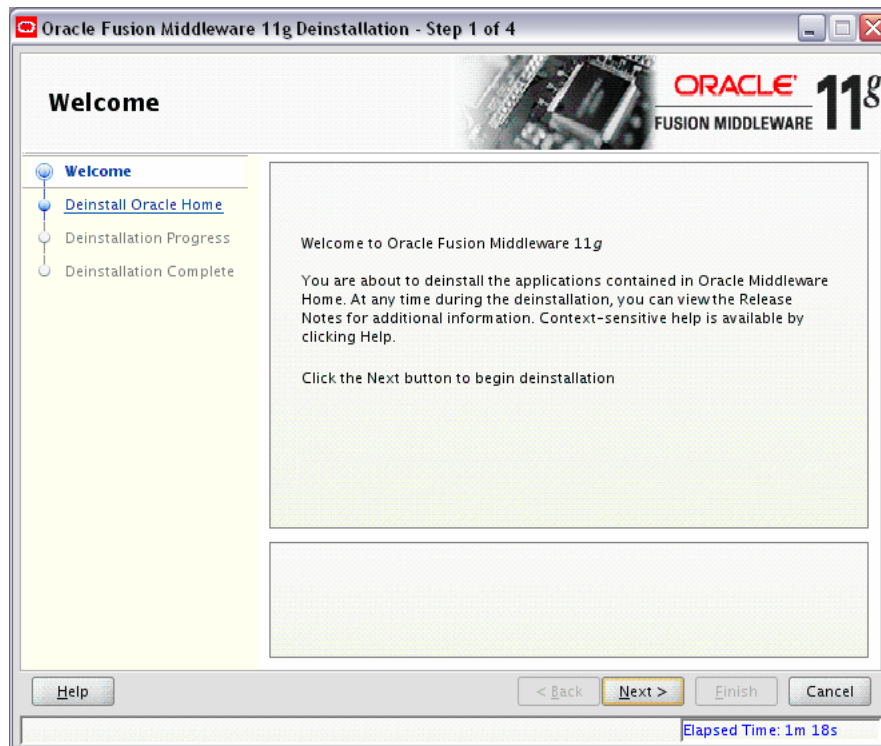 Oracle Fusion Middleware 11g Deinstallation - Step 1 of 4
Welcome
ORACLE 11g
FUSION MIDDLEWARE
Welcome
Deinstall Oracle Home
Deinstallation Progress
Deinstallation Complete
Welcome to Oracle Fusion Middleware 11g
You are about to deinstall the applications contained in Oracle Middleware
Home. At any time during the deinstallation, you can view the Release
Notes for additional information. Context-sensitive help is available by
clicking Help.
Click the Next button to begin deinstallation
Help
< Back
Next >
Finish
Cancel
Elapsed Time: 1m 18s